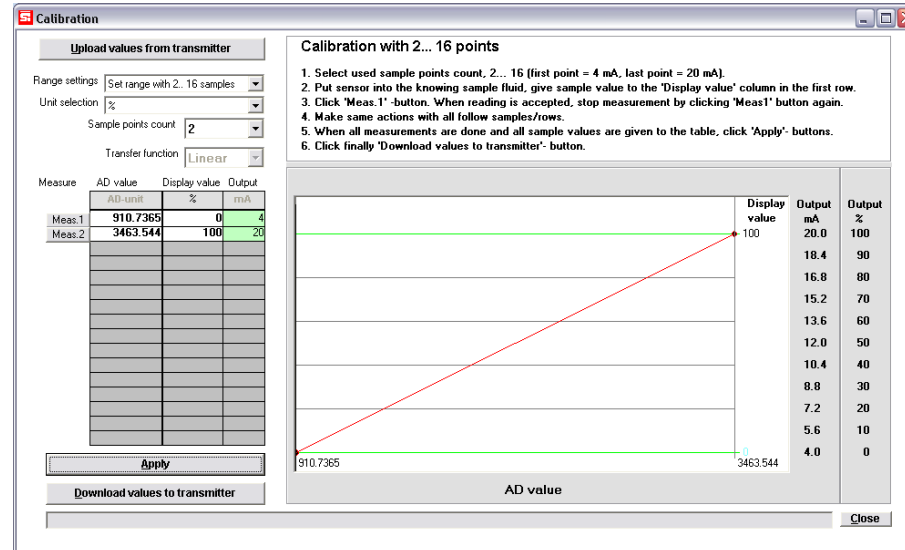 Calibration
Upload values from transmitter
Range settings Set range with 2.. 16 samples
Unit selection %
Sample points count 2
Transfer function Linear
Measure AD value Display value Output
AD-unit % mA
Meas.1 910.7365 0 4
Meas.2 3463.544 100 20
Apply
Download values to transmitter
Calibration with 2... 16 points
1. Select used sample points count, 2... 16 (first point = 4 mA, last point = 20 mA).
2. Put sensor into the knowing sample fluid, give sample value to the 'Display value' column in the first row.
3. Click 'Meas.1' -button. When reading is accepted, stop measurement by clicking 'Meas1' button again.
4. Make same actions with all follow samples/rows.
5. When all measurements are done and all sample values are given to the table, click 'Apply'- buttons.
6. Click finally 'Download values to transmitter'- button.
Display Output Output
value mA %
100 20.0 100
18.4 90
16.8 80
15.2 70
13.6 60
12.0 50
10.4 40
8.8 30
7.2 20
5.6 10
0 4.0 0
910.7365 3463.544
AD value
Close